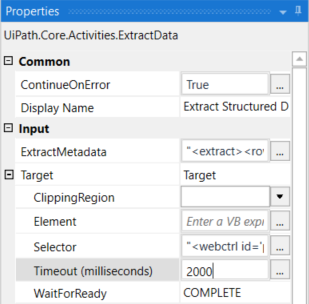 Properties
UiPath.Core.Activities.ExtractData
Common
ContinueOnError True ...
Display Name Extract Structured D
Input
ExtractMetadata "<extract><ro ...
Target Target
ClippingRegion
Element Enter a VB expr ...
Selector "<webctrl id='p ...
Timeout (milliseconds) 2000 ...
WaitForReady COMPLETE